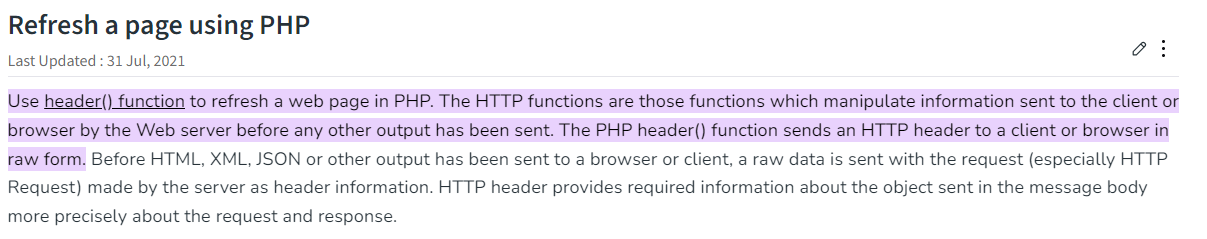 Refresh a page using PHP
Last Updated : 31 Jul, 2021
Use header() function to refresh a web page in PHP. The HTTP functions are those functions which manipulate information sent to the client or
browser by the Web server before any other output has been sent. The PHP header() function sends an HTTP header to a client or browser in
raw form. Before HTML, XML, JSON or other output has been sent to a browser or client, a raw data is sent with the request (especially HTTP
Request) made by the server as header information. HTTP header provides required information about the object sent in the message body
more precisely about the request and response.